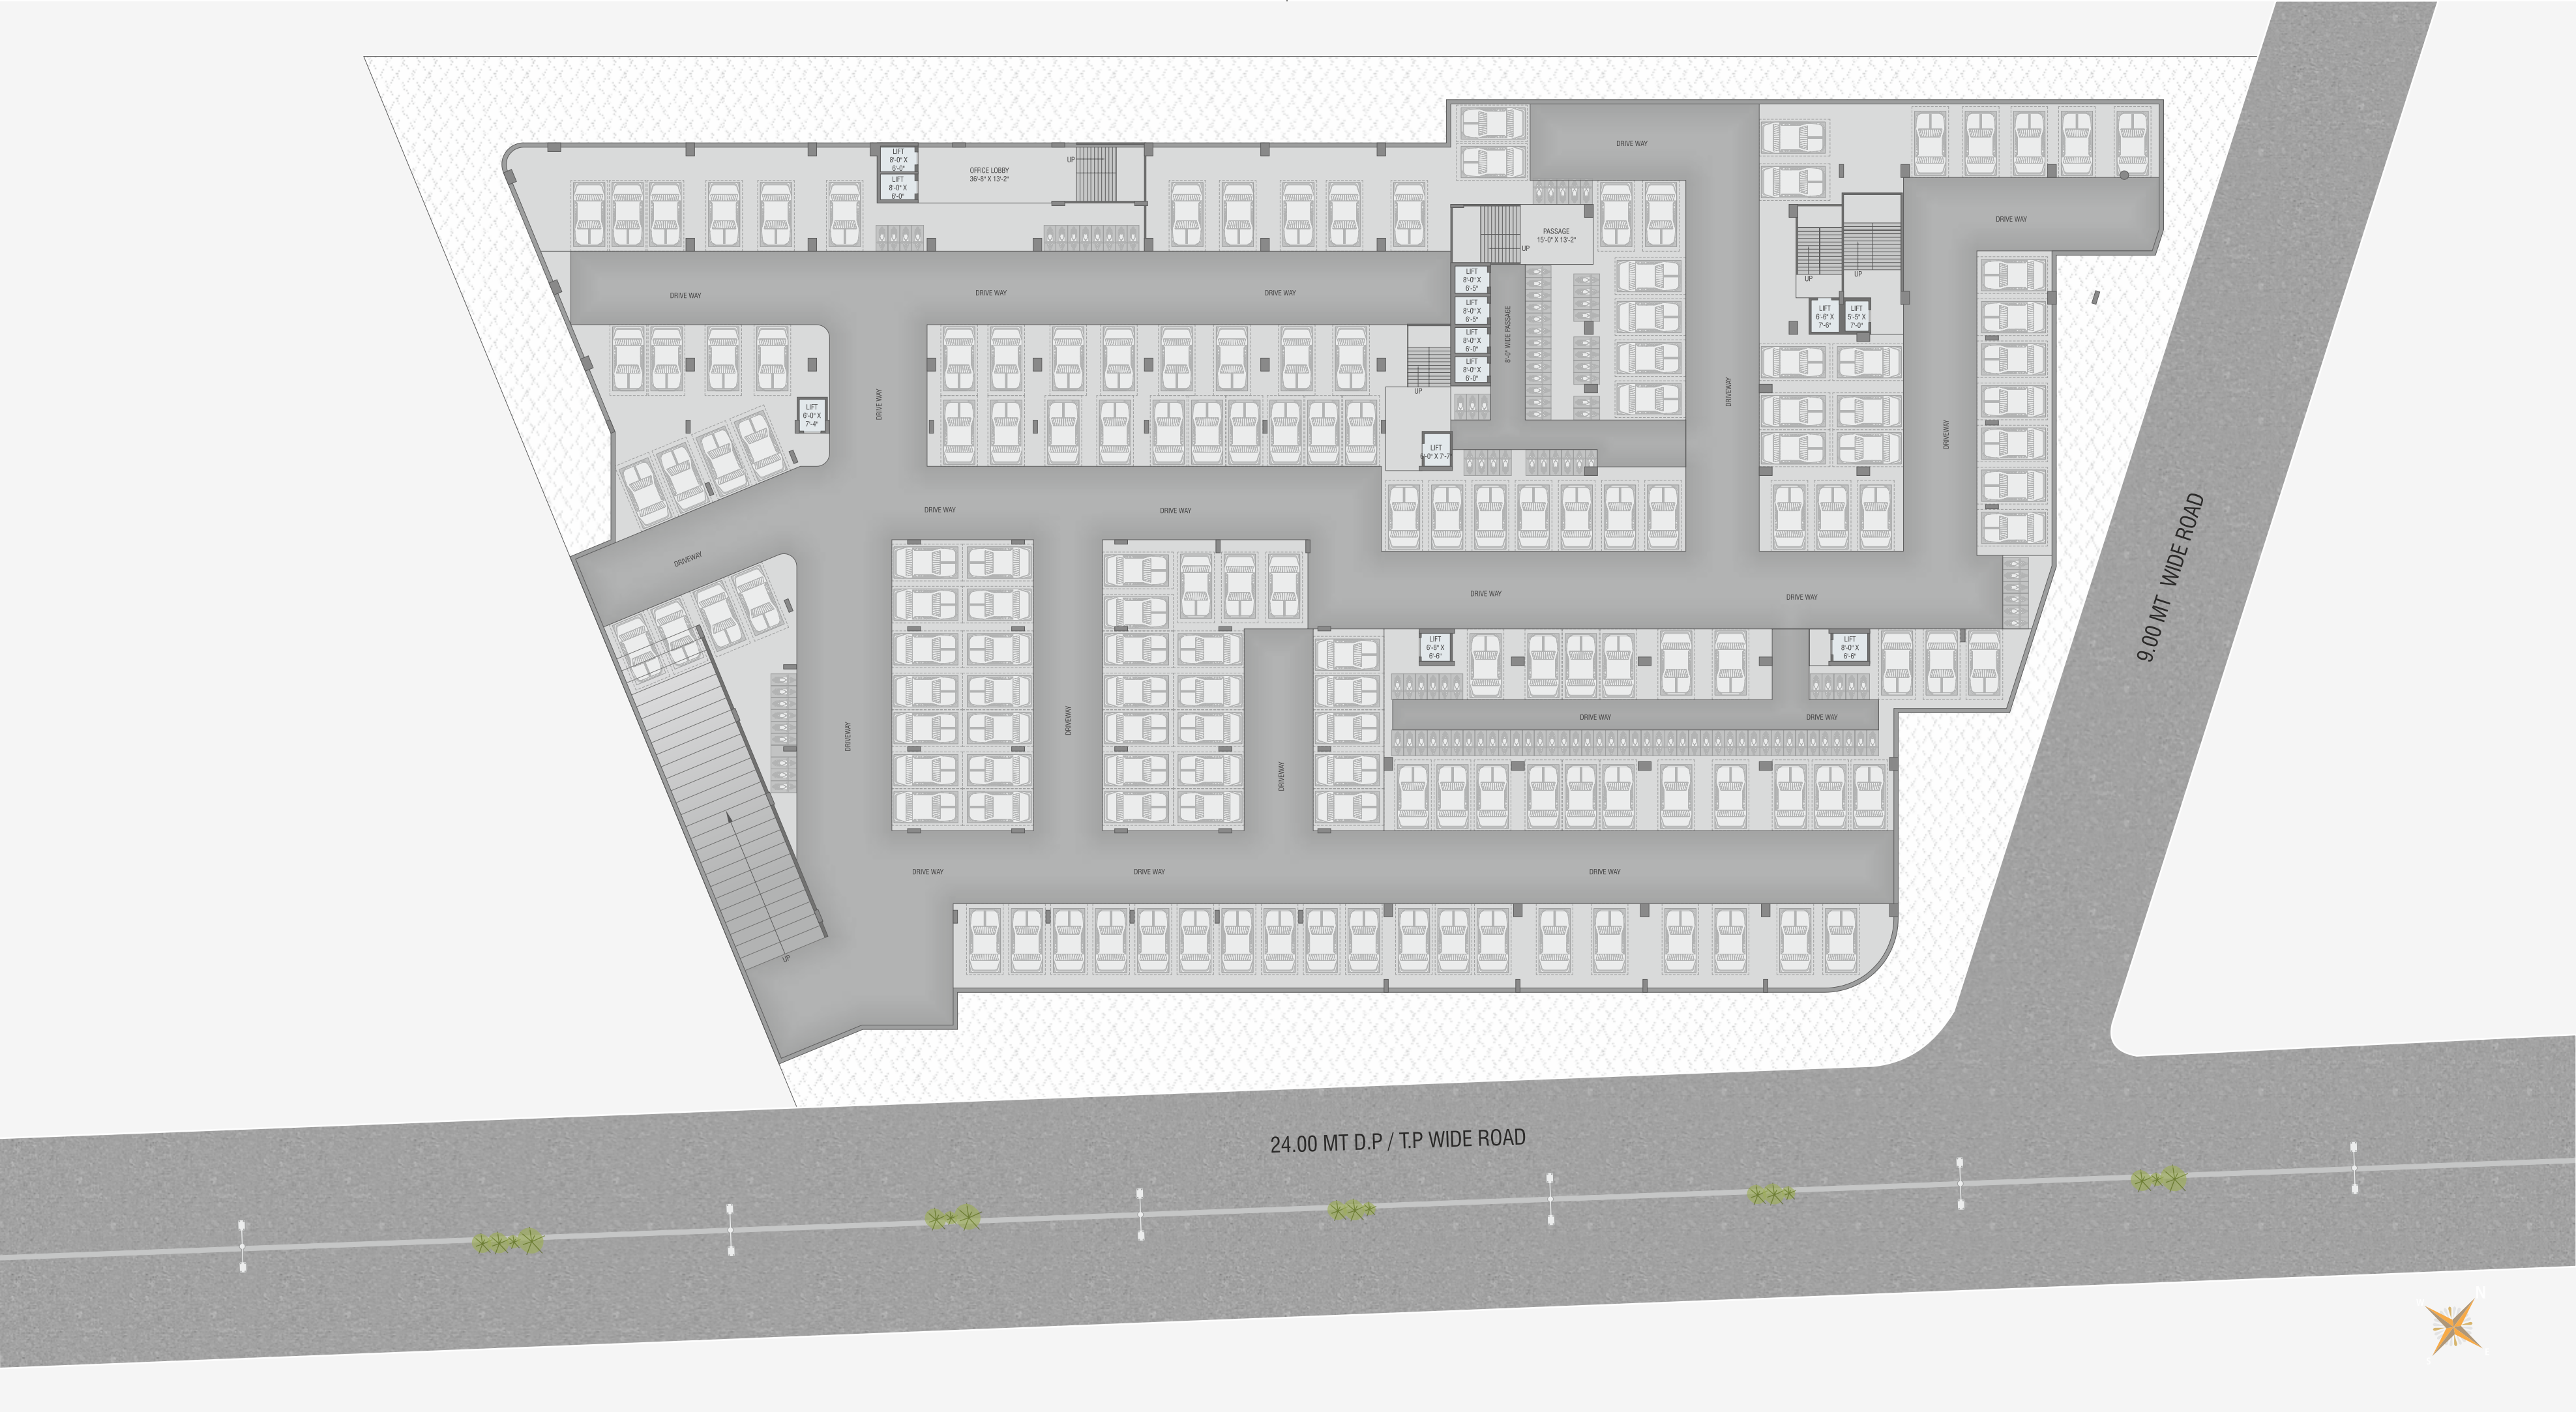 DRIVE WAY
LIFT
8'-0" X
6'-0"
LIFT
8'-0" X
6'-0"
OFFICE LOBBY
36'-8" X 13'-2"
UP
DRIVE WAY
PASSAGE
15'-0" X 13'-2"
UP
UP
UP
LIFT
8'-0" X
6'-5"
LIFT
8'-0" X
6'-5"
LIFT
8'-0" X
6'-0"
LIFT
8'-0" X
6'-0"
8'-0" WIDE PASSAGE
LIFT
6'-6" X
7'-6"
LIFT
5'-5" X
7'-0"
DRIVE WAY
DRIVE WAY
DRIVE WAY
DRIVE WAY
DRIVEWAY
UP
LIFT
6'-0" X
7'-4"
LIFT
DRIVEWAY
DRIVE WAY
DRIVE WAY
DRIVEWAY
DRIVE WAY
DRIVE WAY
LIFT
6'-8" X
6'-6"
LIFT
8'-0" X
6'-6"
DRIVEWAY
DRIVEWAY
DRIVEWAY
DRIVE WAY
DRIVE WAY
DRIVE WAY
DRIVE WAY
DRIVE WAY
UP
9.00 MT WIDE ROAD
24.00 MT D.P / T.P WIDE ROAD
N